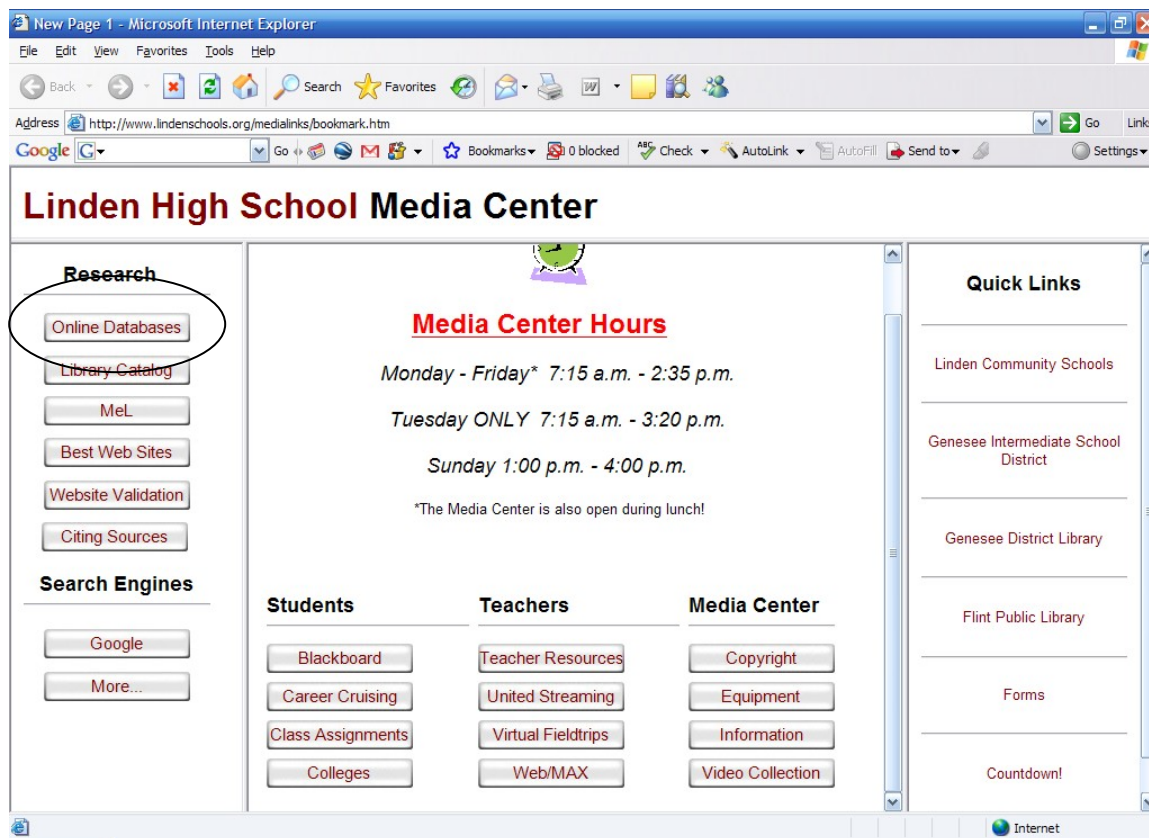 New Page 1 - Microsoft Internet Explorer
File Edit View Favorites Tools Help
Back Search Favorites
Address http://www.lindenschools.org/medialinks/bookmark.htm Go Links
Google G Go Bookmarks 0 blocked ABC Check AutoLink AutoFill Send to Settings
Linden High School Media Center
Research
Online Databases
Library Catalog
MeL
Best Web Sites
Website Validation
Citing Sources
Search Engines
Google
More...
Media Center Hours
Monday - Friday* 7:15 a.m. - 2:35 p.m.
Tuesday ONLY 7:15 a.m. - 3:20 p.m.
Sunday 1:00 p.m. - 4:00 p.m.
*The Media Center is also open during lunch!
Students
Blackboard
Career Cruising
Class Assignments
Colleges
Teachers
Teacher Resources
United Streaming
Virtual Fieldtrips
Web/MAX
Media Center
Copyright
Equipment
Information
Video Collection
Quick Links
Linden Community Schools
Genesee Intermediate School
District
Genesee District Library
Flint Public Library
Forms
Countdown!
Internet